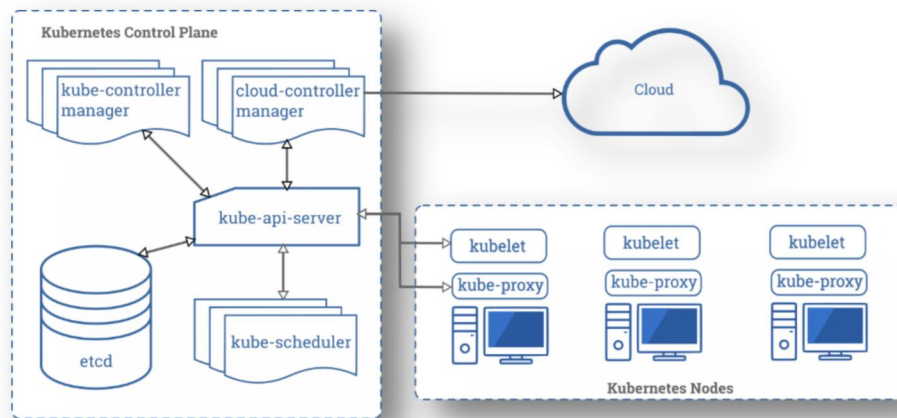 Kubernetes Control Plane
kube-controller
manager
cloud-controller
manager
Cloud
kube-api-server
kubelet
kubelet
kubelet
kube-proxy
kube-proxy
kube-proxy
etcd
kube-scheduler
Kubernetes Nodes